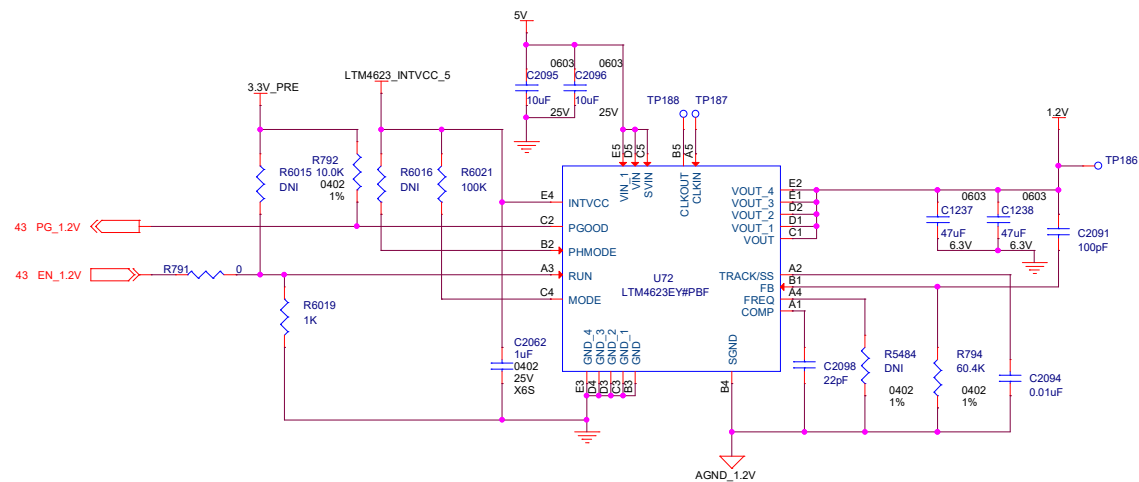 5V
C2095
0603
10uF
25V
C2096
0603
10uF
25V
TP188
TP187
LTM4623_INTVCC_5
3.3V_PRE
R6015
DNI
R792
10.0K
0402
1%
R6016
DNI
R6021
100K
43 PG_1.2V
43 EN_1.2V
R791
0
R6019
1K
C2062
1uF
0402
25V
X6S
E5
D5
C5
B5
A5
VIN_1
VIN
SVIN
CLKOUT
CLKIN
E4
INTVCC
C2
PGOOD
B2
PHMODE
A3
RUN
C4
MODE
U72
LTM4623EY#PBF
VOUT_4
E2
VOUT_3
E1
VOUT_2
D2
VOUT_1
D1
VOUT
C1
TRACK/SS
A2
FB
B1
FREQ
A4
COMP
A1
GND_4
GND_3
GND_2
GND_1
GND
SGND
E3
D4
D3
C3
B3
B4
1.2V
TP186
0603
C1237
47uF
6.3V
0603
C1238
47uF
6.3V
C2091
100pF
C2098
22pF
R5484
DNI
0402
1%
R794
60.4K
0402
1%
C2094
0.01uF
AGND_1.2V